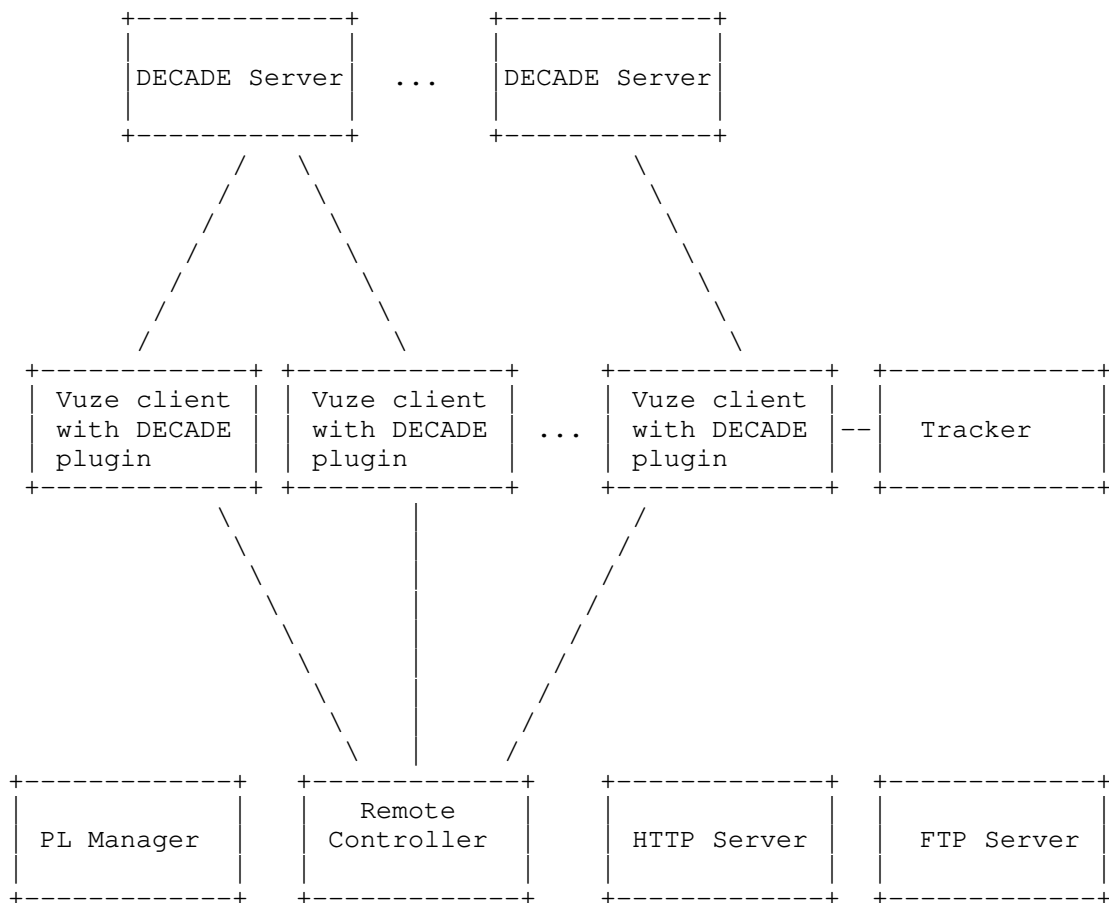 DECADE Server ... DECADE Server
Vuze client Vuze client Vuze client
with DECADE with DECADE ... with DECADE Tracker
plugin plugin plugin
Remote
PL Manager Controller HTTP Server FTP Server